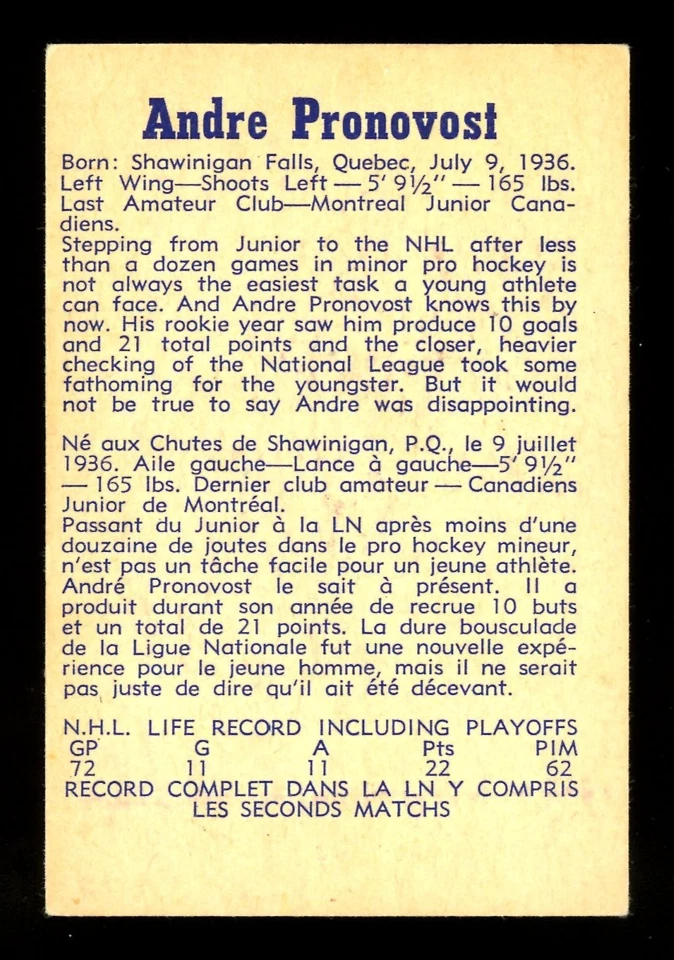 Andre Pronovost
Born: Shawinigan Falls, Quebec, July 9, 1936.
Left Wing—Shoots Left — 5′ 9½″ — 165 lbs.
Last Amateur Club—Montreal Junior Cana-
diens.
Stepping from Junior to the NHL after less
than a dozen games in minor pro hockey is
not always the easiest task a young athlete
can face. And Andre Pronovost knows this by
now. His rookie year saw him produce 10 goals
and 21 total points and the closer, heavier
checking of the National League took some
fathoming for the youngster. But it would
not be true to say Andre was disappointing.
Né aux Chutes de Shawinigan, P.Q., le 9 juillet
1936. Aile gauche—Lance à gauche—5′ 9½″
— 165 lbs. Dernier club amateur — Canadiens
Junior de Montréal.
Passant du Junior à la LN après moins d'une
douzaine de joutes dans le pro hockey mineur,
n'est pas un tâche facile pour un jeune athlète.
André Pronovost le sait à présent. Il a
produit durant son année de recrue 10 buts
et un total de 21 points. La dure bousculade
de la Ligue Nationale fut une nouvelle expé-
rience pour le jeune homme, mais il ne serait
pas juste de dire qu'il ait été décevant.
N.H.L. LIFE RECORD INCLUDING PLAYOFFS
GP G A Pts PIM
72 11 11 22 62
RECORD COMPLET DANS LA LN Y COMPRIS
LES SECONDS MATCHS